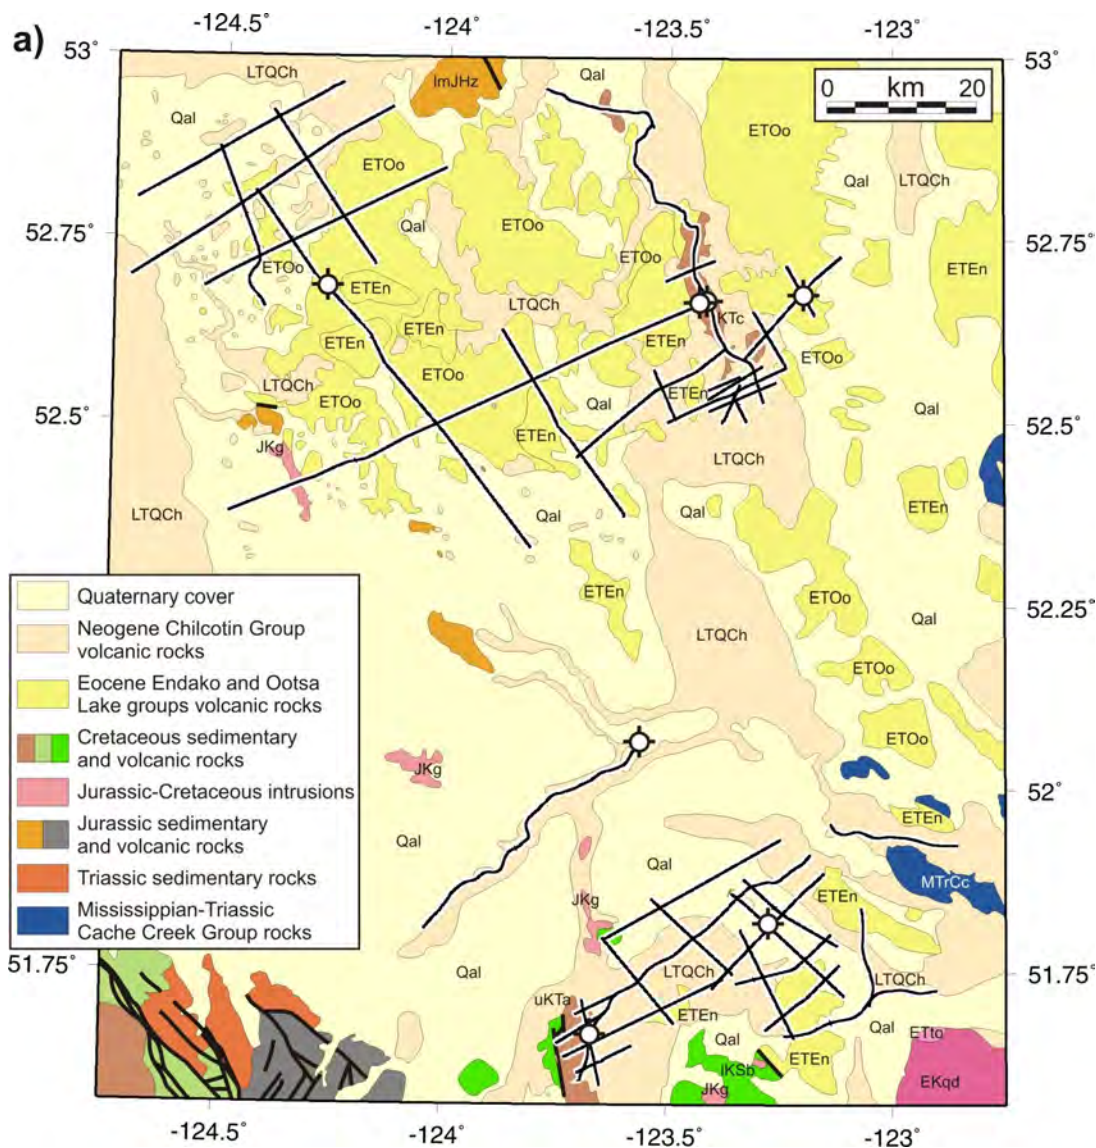 a)
-124.5° -124° -123.5° -123°
53° 53°
LTQCh lmJHz Qal
km
0 20
Qal ETOo
ETOo Qal LTQCh
52.75° Qal ETOo ETOo 52.75°
ETOo ETEn
ETEn
LTQCh KTc
ETEn ETEn ETEn ETOo
LTQCh ETOo
ETOo Qal ETEn Qal
52.5° ETEn 52.5°
JKg LTQCh
LTQCh Qal Qal ETEn
ETEn ETOo
52.25°
LTQCh Qal
ETOo
ETOo
Quaternary cover
Neogene Chilcotin Group
volcanic rocks
Eocene Endako and Ootsa
Lake groups volcanic rocks
Cretaceous sedimentary
and volcanic rocks
Jurassic-Cretaceous intrusions
Jurassic sedimentary
and volcanic rocks
Triassic sedimentary rocks
Mississippian-Triassic
Cache Creek Group rocks
JKg 52°
ETEn
Qal Qal
MTrCc
JKg ETEn
51.75° Qal LTQCh LTQCh 51.75°
uKTa ETEn
Qal Qal ETto
lKSb ETEn
JKg EKqd
-124.5° -124° -123.5° -123°